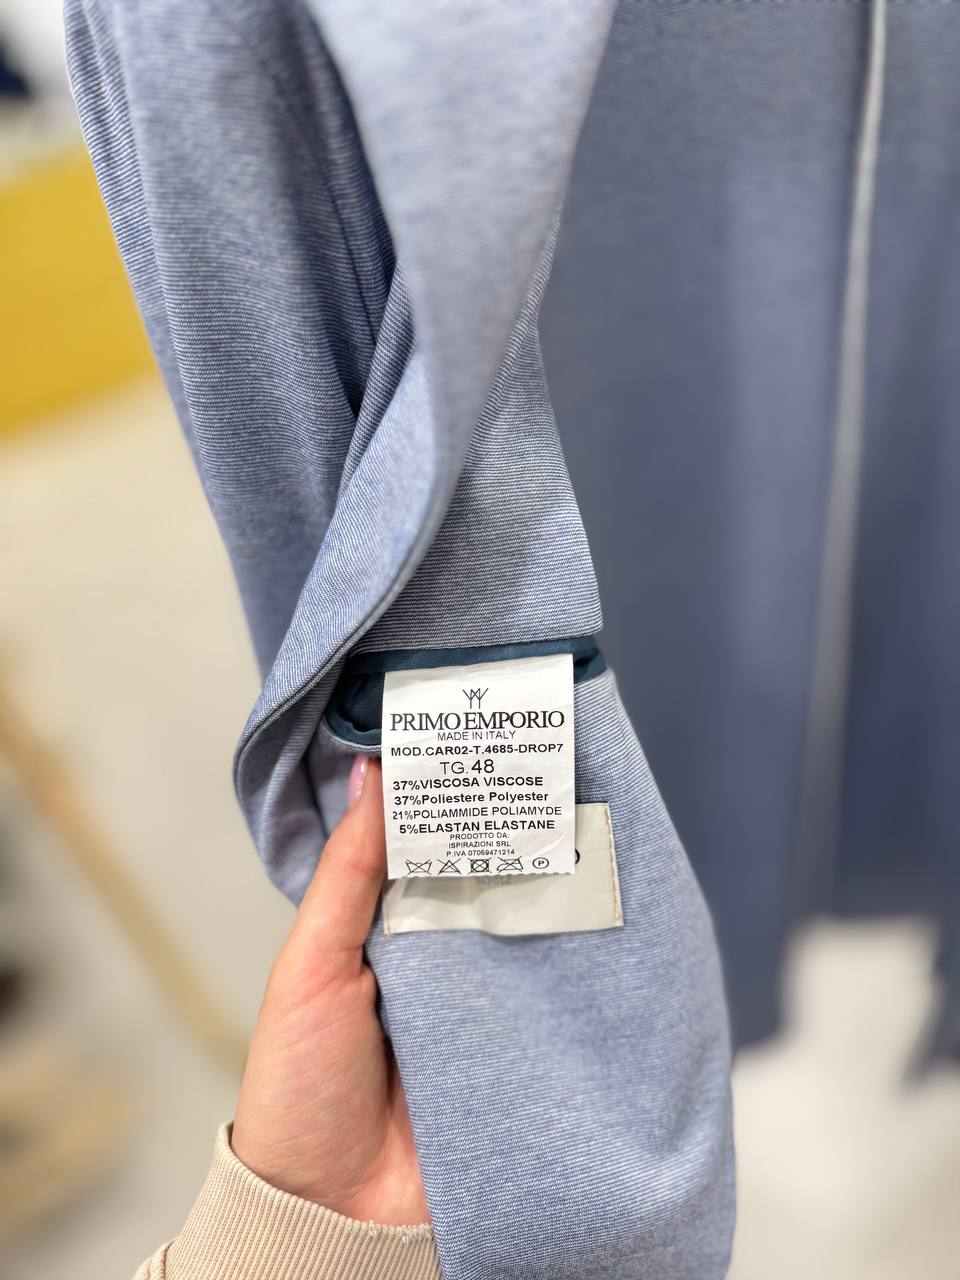 PRIMO EMPORIO
MADE IN ITALY
MOD.CAR02-T.4685-DROP7
TG.48
37%VISCOSA VISCOSE
37%Poliestere Polyester
21%POLIAMMIDE POLIAMYDE
5%ELASTAN ELASTANE
PRODOTTO DA:
ISPIRAZIONI SRL
P.IVA 07059471214
P